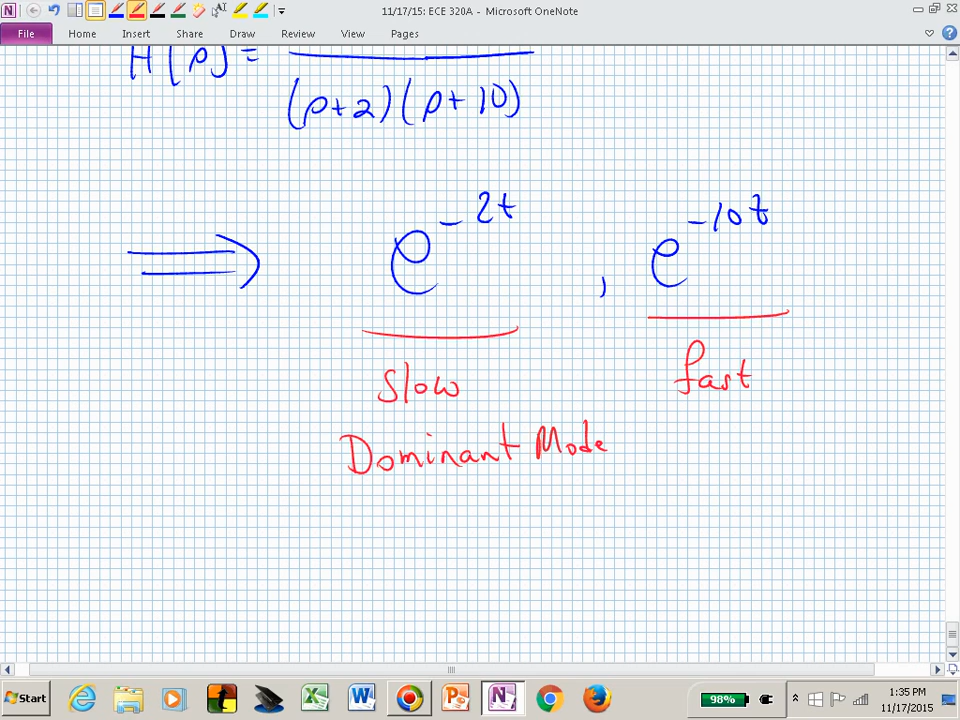 11/17/15: ECE 320A - Microsoft OneNote
File Home Insert Share Draw Review View Pages
H(p) =
(p+2)(p+10)
⟹ e^-2t , e^-10t
slow fast
Dominant Mode
Start 98% 1:35 PM
11/17/2015